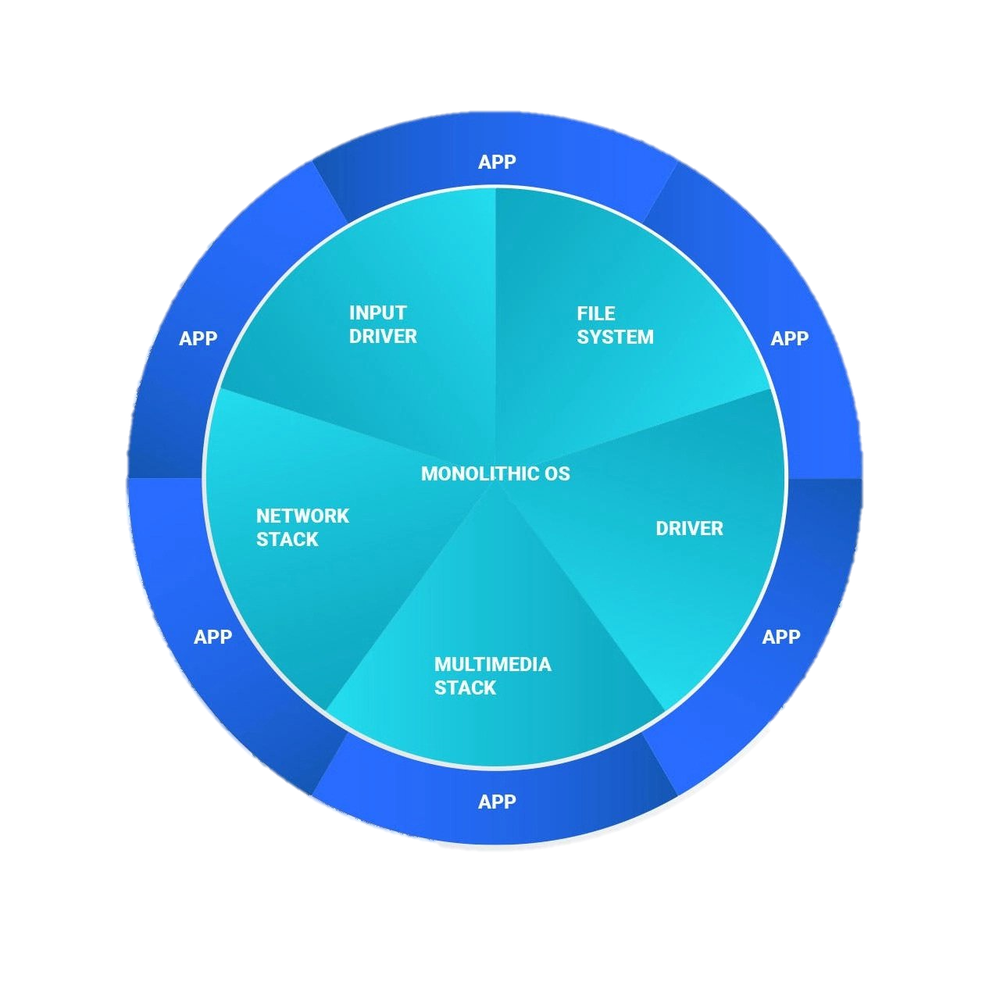 APP
INPUT
DRIVER
FILE
SYSTEM
APP
APP
MONOLITHIC OS
NETWORK
STACK
DRIVER
APP
APP
MULTIMEDIA
STACK
APP